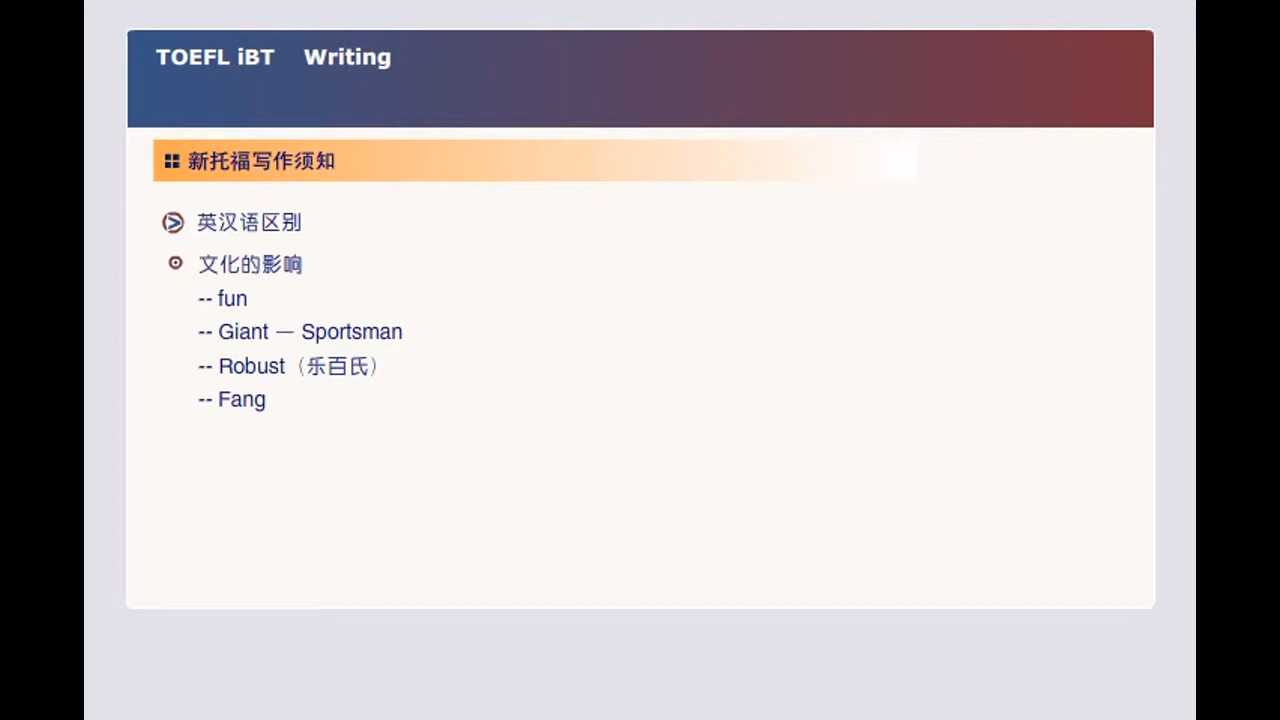 TOEFL iBT Writing
新托福写作须知
英汉语区别
文化的影响
-- fun
-- Giant — Sportsman
-- Robust（乐百氏）
-- Fang